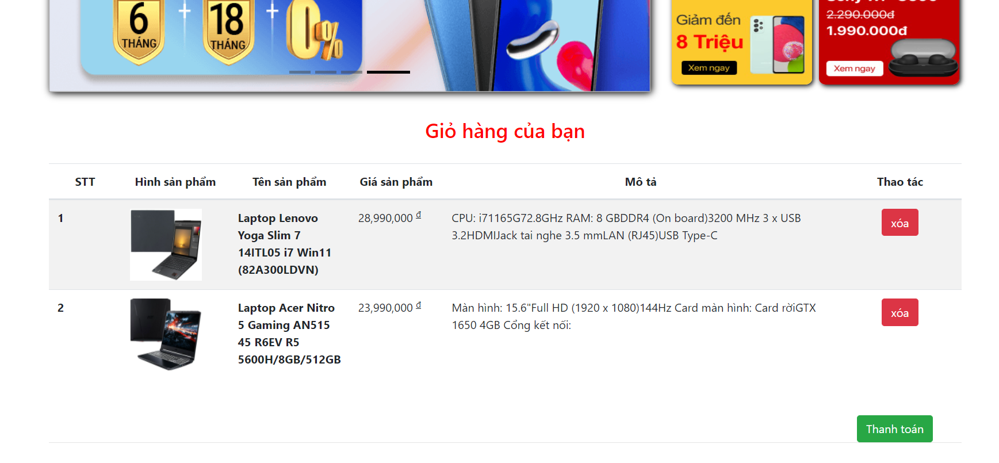 6
THÁNG
+
18
THÁNG
+
0%
Giảm đến
8 Triệu
Xem ngay
2.290.000đ
1.990.000đ
Xem ngay
Giỏ hàng của bạn
STT Hình sản phẩm Tên sản phẩm Giá sản phẩm Mô tả Thao tác
1
Laptop Lenovo
Yoga Slim 7
14ITL05 i7 Win11
(82A300LDVN)
28,990,000 đ
CPU: i71165G72.8GHz RAM: 8 GBDDR4 (On board)3200 MHz 3 x USB
3.2HDMIJack tai nghe 3.5 mmLAN (RJ45)USB Type-C
xóa
2
Laptop Acer Nitro
5 Gaming AN515
45 R6EV R5
5600H/8GB/512GB
23,990,000 đ
Màn hình: 15.6"Full HD (1920 x 1080)144Hz Card màn hình: Card rờiGTX
1650 4GB Cổng kết nối:
xóa
Thanh toán